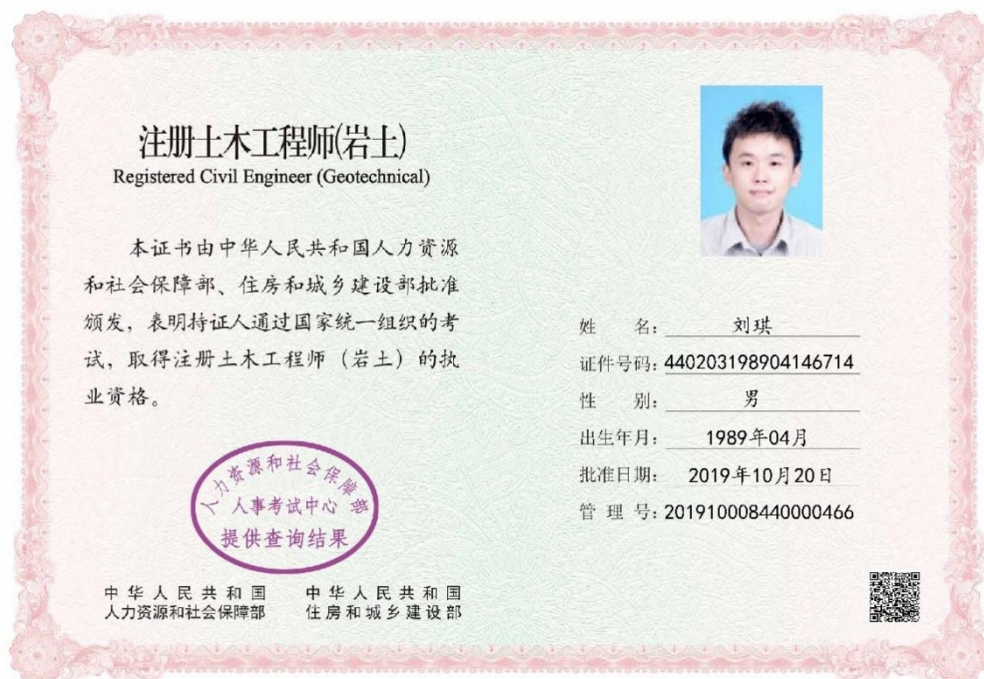 注册土木工程师(岩土)
Registered Civil Engineer (Geotechnical)
本证书由中华人民共和国人力资源
和社会保障部、住房和城乡建设部批准
颁发，表明持证人通过国家统一组织的考
试，取得注册土木工程师（岩土）的执
业资格。
人力资源和社会保障部
人事考试中心
提供查询结果
中华人民共和国
人力资源和社会保障部
中华人民共和国
住房和城乡建设部
姓 名：刘琪
证件号码：440203198904146714
性 别：男
出生年月：1989年04月
批准日期：2019年10月20日
管 理 号：201910008440000466